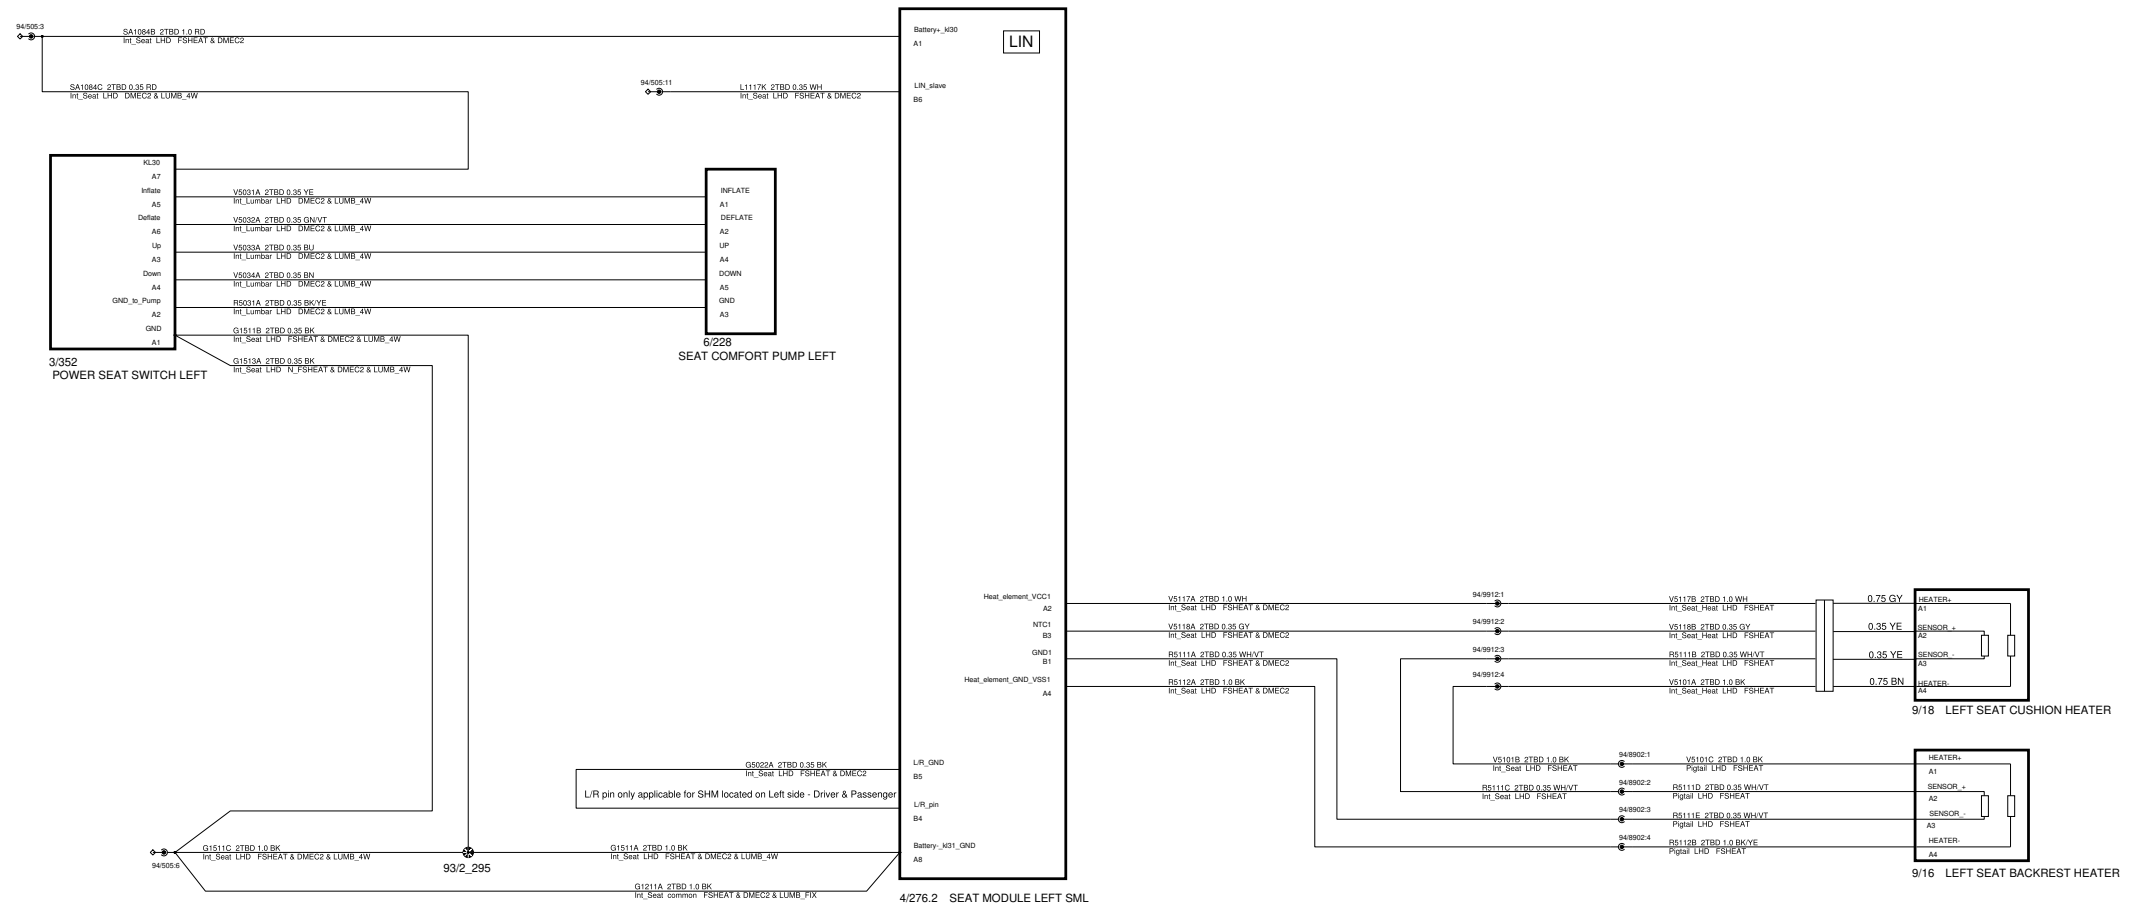 94/505:3
SA1084B 2TBD 1.0 RD
Int_Seat LHD FSHEAT & DMEC2
SA1084C 2TBD 0.35 RD
Int_Seat LHD DMEC2 & LUMB_4W
94/505:11
L1117K 2TBD 0.35 WH
Int_Seat LHD FSHEAT & DMEC2
Battery+_kl30
A1
LIN
LIN_slave
B6
KL30
A7
Inflate
A5
Deflate
A6
Up
A3
Down
A4
GND_to_Pump
A2
GND
A1
3/352
POWER SEAT SWITCH LEFT
V5031A 2TBD 0.35 YE
Int_Lumbar LHD DMEC2 & LUMB_4W
V5032A 2TBD 0.35 GN/VT
Int_Lumbar LHD DMEC2 & LUMB_4W
V5033A 2TBD 0.35 BU
Int_Lumbar LHD DMEC2 & LUMB_4W
V5034A 2TBD 0.35 BN
Int_Lumbar LHD DMEC2 & LUMB_4W
R5031A 2TBD 0.35 BK/YE
Int_Lumbar LHD DMEC2 & LUMB_4W
G1511B 2TBD 0.35 BK
Int_Seat LHD FSHEAT & DMEC2 & LUMB_4W
G1513A 2TBD 0.35 BK
Int_Seat LHD N_FSHEAT & DMEC2 & LUMB_4W
INFLATE
A1
DEFLATE
A2
UP
A4
DOWN
A5
GND
A3
6/228
SEAT COMFORT PUMP LEFT
Heat_element_VCC1
A2
NTC1
B3
GND1
B1
Heat_element_GND_VSS1
A4
V5117A 2TBD 1.0 WH
Int_Seat LHD FSHEAT & DMEC2
V5118A 2TBD 0.35 GY
Int_Seat LHD FSHEAT & DMEC2
R5111A 2TBD 0.35 WH/VT
Int_Seat LHD FSHEAT & DMEC2
R5112A 2TBD 1.0 BK
Int_Seat LHD FSHEAT & DMEC2
94/9912:1
94/9912:2
94/9912:3
94/9912:4
V5117B 2TBD 1.0 WH
Int_Seat_Heat LHD FSHEAT
V5118B 2TBD 0.35 GY
Int_Seat_Heat LHD FSHEAT
R5111B 2TBD 0.35 WH/VT
Int_Seat_Heat LHD FSHEAT
V5101A 2TBD 1.0 BK
Int_Seat_Heat LHD FSHEAT
0.75 GY
0.35 YE
0.35 YE
0.75 BN
HEATER+
A1
SENSOR_+
A2
SENSOR_-
A3
HEATER-
A4
9/18 LEFT SEAT CUSHION HEATER
V5101B 2TBD 1.0 BK
Int_Seat LHD FSHEAT
R5111C 2TBD 0.35 WH/VT
Int_Seat LHD FSHEAT
94/8902:1
94/8902:2
94/8902:3
94/8902:4
V5101C 2TBD 1.0 BK
Pigtail LHD FSHEAT
R5111D 2TBD 0.35 WH/VT
Pigtail LHD FSHEAT
R5111E 2TBD 0.35 WH/VT
Pigtail LHD FSHEAT
R5112B 2TBD 1.0 BK/YE
Pigtail LHD FSHEAT
HEATER+
A1
SENSOR_+
A2
SENSOR_-
A3
HEATER-
A4
9/16 LEFT SEAT BACKREST HEATER
G5022A 2TBD 0.35 BK
Int_Seat LHD FSHEAT & DMEC2
L/R pin only applicable for SHM located on Left side - Driver & Passenger
L/R_GND
B5
L/R_pin
B4
Battery-_kl31_GND
A8
94/505:6
G1511C 2TBD 1.0 BK
Int_Seat LHD FSHEAT & DMEC2 & LUMB_4W
93/2_295
G1511A 2TBD 1.0 BK
Int_Seat LHD FSHEAT & DMEC2 & LUMB_4W
G1211A 2TBD 1.0 BK
Int_Seat common FSHEAT & DMEC2 & LUMB_FIX
4/276.2 SEAT MODULE LEFT SML